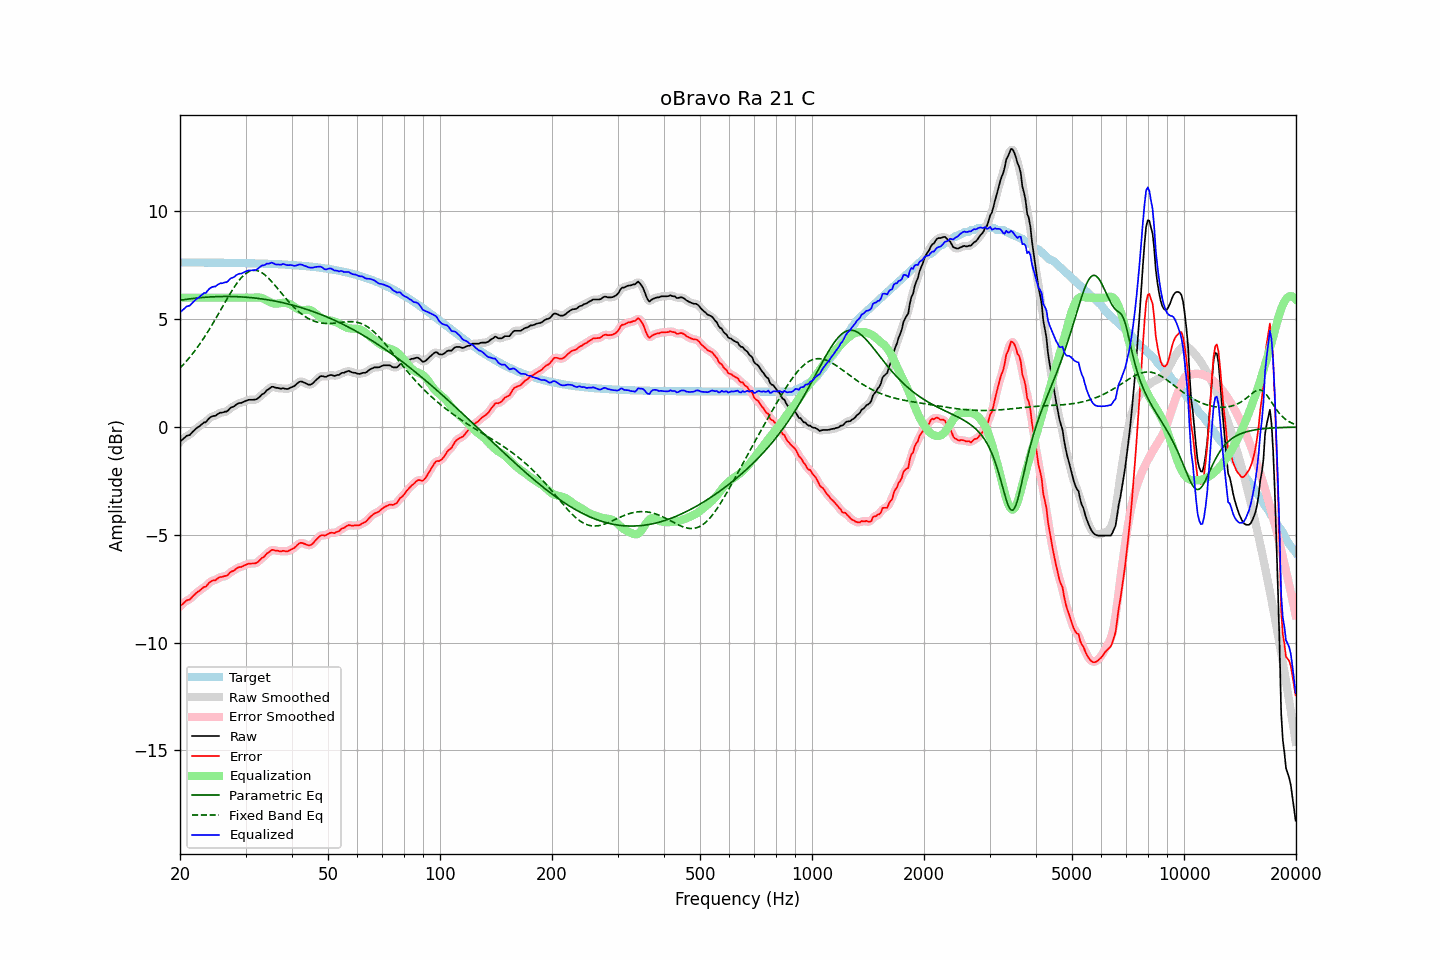 oBravo Ra 21 C
Amplitude (dBr)
10
5
0
−5
−10
−15
Target
Raw Smoothed
Error Smoothed
Raw
Error
Equalization
Parametric Eq
Fixed Band Eq
Equalized
20 50 100 200 500 1000 2000 5000 10000 20000
Frequency (Hz)